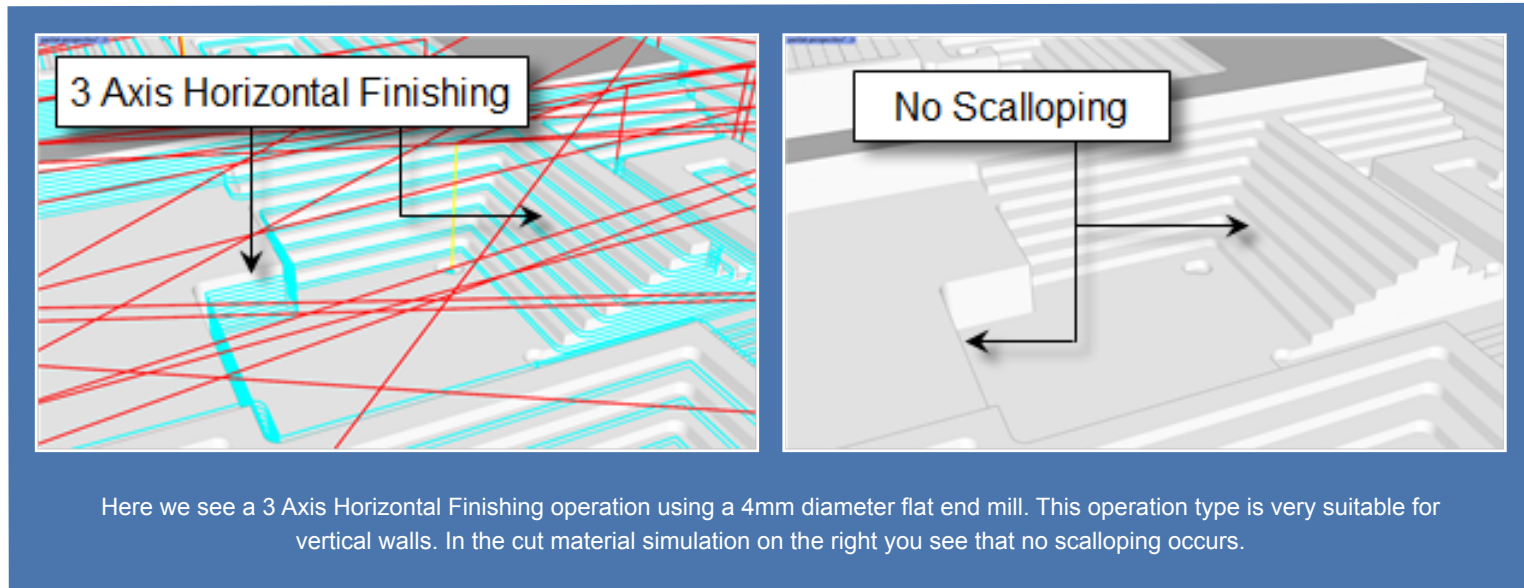 3 Axis Horizontal Finishing
No Scalloping
Here we see a 3 Axis Horizontal Finishing operation using a 4mm diameter flat end mill. This operation type is very suitable for
vertical walls. In the cut material simulation on the right you see that no scalloping occurs.